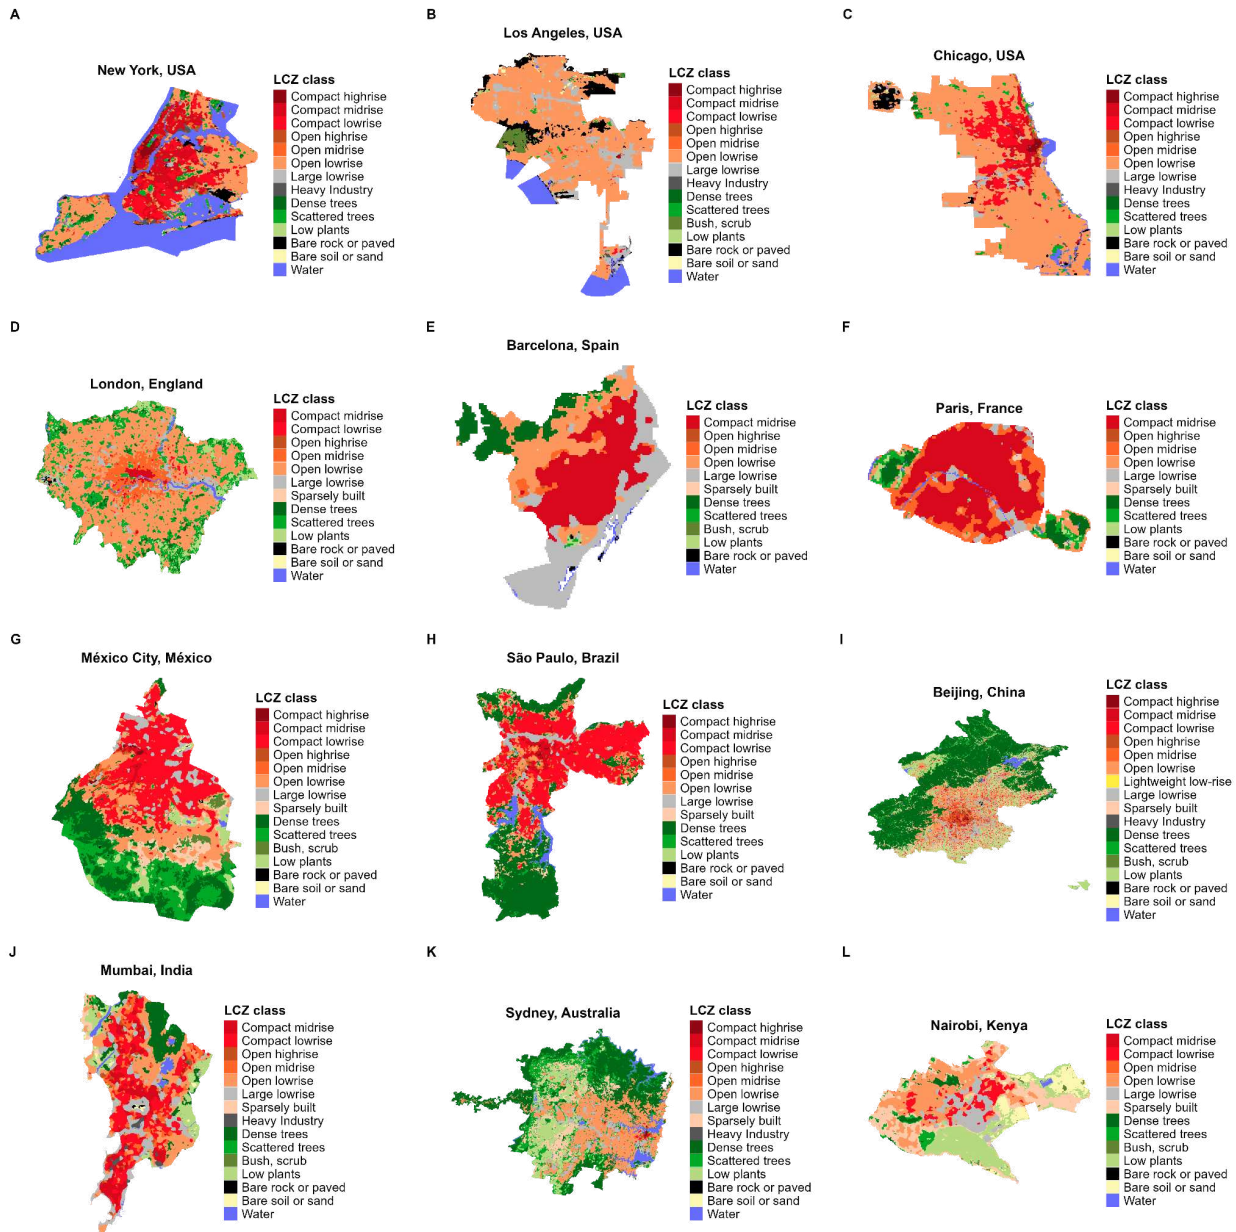 A
New York, USA
LCZ class
Compact highrise
Compact midrise
Compact lowrise
Open highrise
Open midrise
Open lowrise
Large lowrise
Heavy Industry
Dense trees
Scattered trees
Low plants
Bare rock or paved
Bare soil or sand
Water
B
Los Angeles, USA
LCZ class
Compact highrise
Compact midrise
Compact lowrise
Open highrise
Open midrise
Open lowrise
Large lowrise
Heavy Industry
Dense trees
Scattered trees
Bush, scrub
Low plants
Bare rock or paved
Bare soil or sand
Water
C
Chicago, USA
LCZ class
Compact highrise
Compact midrise
Compact lowrise
Open highrise
Open midrise
Open lowrise
Large lowrise
Heavy Industry
Dense trees
Scattered trees
Low plants
Bare rock or paved
Bare soil or sand
Water
D
London, England
LCZ class
Compact midrise
Compact lowrise
Open highrise
Open midrise
Open lowrise
Large lowrise
Sparsely built
Dense trees
Scattered trees
Low plants
Bare rock or paved
Bare soil or sand
Water
E
Barcelona, Spain
LCZ class
Compact midrise
Open highrise
Open midrise
Open lowrise
Large lowrise
Sparsely built
Dense trees
Scattered trees
Bush, scrub
Low plants
Bare rock or paved
Water
F
Paris, France
LCZ class
Compact midrise
Open highrise
Open midrise
Open lowrise
Large lowrise
Sparsely built
Dense trees
Scattered trees
Low plants
Bare rock or paved
Bare soil or sand
Water
G
México City, México
LCZ class
Compact highrise
Compact midrise
Compact lowrise
Open highrise
Open midrise
Open lowrise
Large lowrise
Sparsely built
Dense trees
Scattered trees
Bush, scrub
Low plants
Bare rock or paved
Bare soil or sand
Water
H
São Paulo, Brazil
LCZ class
Compact highrise
Compact midrise
Compact lowrise
Open highrise
Open midrise
Open lowrise
Large lowrise
Sparsely built
Dense trees
Scattered trees
Low plants
Bare rock or paved
Bare soil or sand
Water
I
Beijing, China
LCZ class
Compact highrise
Compact midrise
Compact lowrise
Open highrise
Open midrise
Open lowrise
Lightweight low-rise
Large lowrise
Sparsely built
Heavy Industry
Dense trees
Scattered trees
Bush, scrub
Low plants
Bare rock or paved
Bare soil or sand
Water
J
Mumbai, India
LCZ class
Compact midrise
Compact lowrise
Open highrise
Open midrise
Open lowrise
Large lowrise
Sparsely built
Heavy Industry
Dense trees
Scattered trees
Bush, scrub
Low plants
Bare rock or paved
Bare soil or sand
Water
K
Sydney, Australia
LCZ class
Compact highrise
Compact midrise
Compact lowrise
Open highrise
Open midrise
Open lowrise
Large lowrise
Sparsely built
Heavy Industry
Dense trees
Scattered trees
Low plants
Bare rock or paved
Bare soil or sand
Water
L
Nairobi, Kenya
LCZ class
Compact midrise
Compact lowrise
Open highrise
Open midrise
Open lowrise
Large lowrise
Sparsely built
Dense trees
Scattered trees
Bush, scrub
Low plants
Bare rock or paved
Bare soil or sand
Water